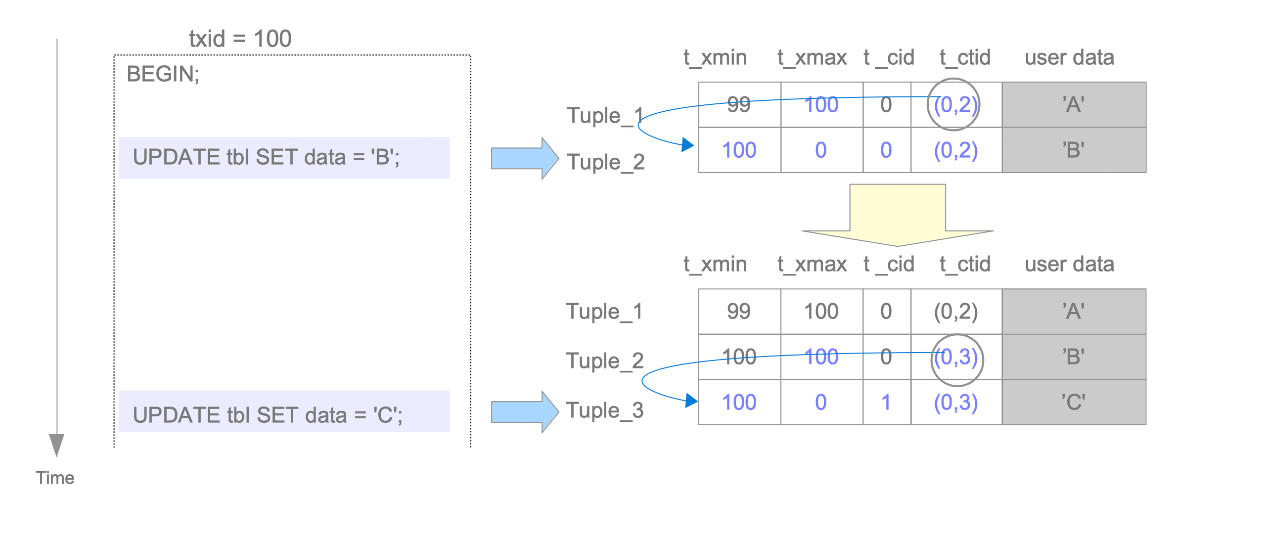 txid = 100
BEGIN;
UPDATE tbl SET data = 'B';
UPDATE tbl SET data = 'C';
Time
t_xmin t_xmax t _cid t_ctid user data
Tuple_1 99 100 0 (0,2) 'A'
Tuple_2 100 0 0 (0,2) 'B'
t_xmin t_xmax t _cid t_ctid user data
Tuple_1 99 100 0 (0,2) 'A'
Tuple_2 100 100 0 (0,3) 'B'
Tuple_3 100 0 1 (0,3) 'C'